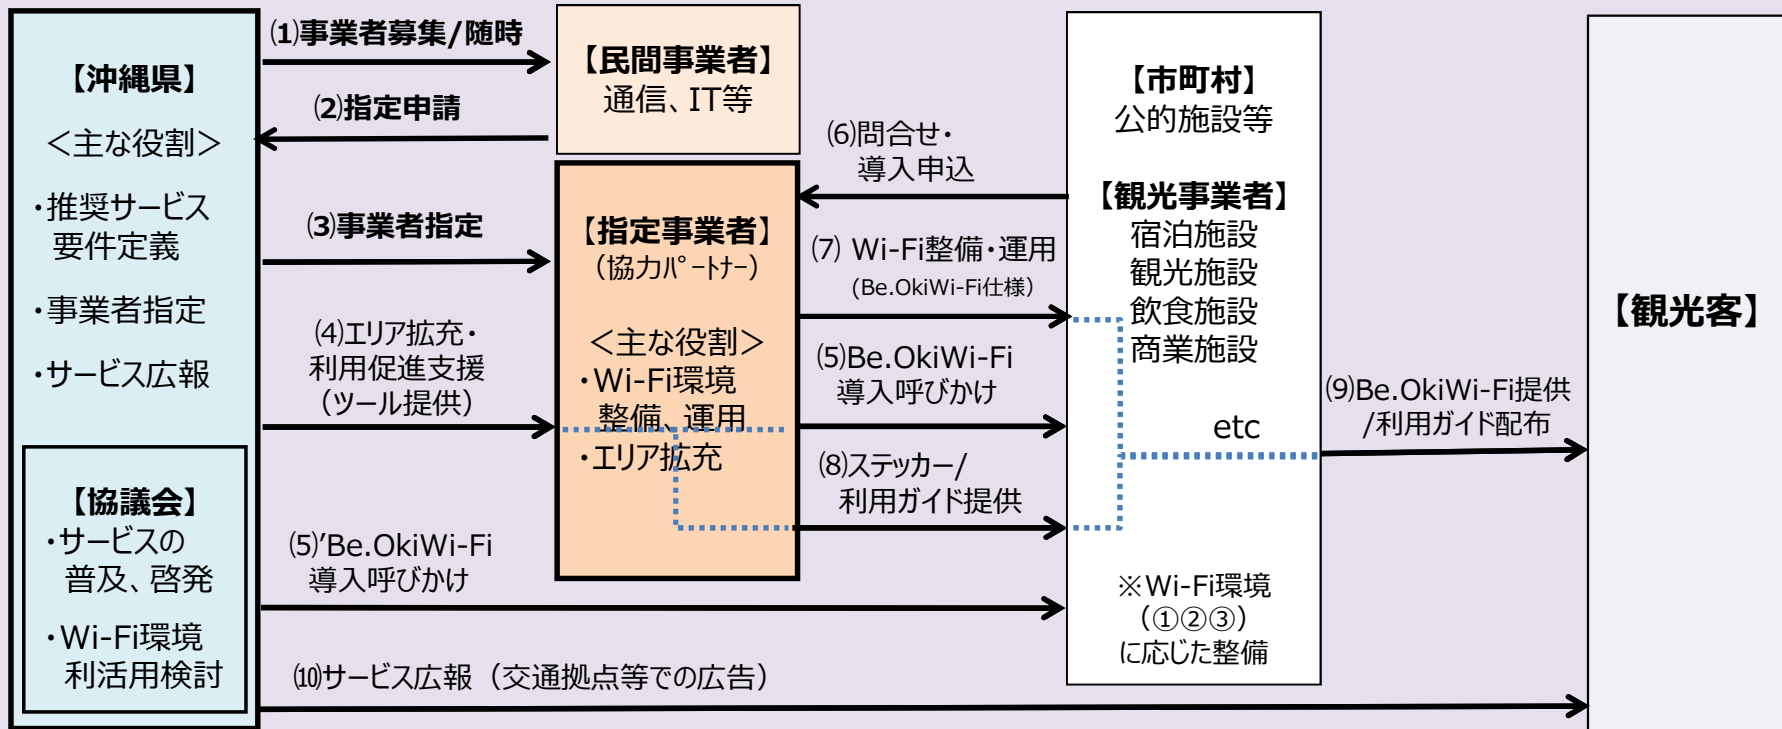 【沖縄県】
＜主な役割＞
・推奨サービス
要件定義
・事業者指定
・サービス広報
【協議会】
・サービスの
普及、啓発
・Wi-Fi環境
利活用検討
⑴事業者募集/随時
⑵指定申請
⑶事業者指定
⑷エリア拡充・
利用促進支援
（ツール提供）
⑸’Be.OkiWi-Fi
導入呼びかけ
⑽サービス広報（交通拠点等での広告）
【民間事業者】
通信、IT等
【指定事業者】
（協力ﾊﾟｰﾄﾅｰ）
＜主な役割＞
・Wi-Fi環境
整備、運用
・エリア拡充
⑹問合せ・
導入申込
⑺ Wi-Fi整備・運用
(Be.OkiWi-Fi仕様）
⑸Be.OkiWi-Fi
導入呼びかけ
⑻ステッカー/
利用ガイド提供
【市町村】
公的施設等
【観光事業者】
宿泊施設
観光施設
飲食施設
商業施設
etc
※Wi-Fi環境
（①②③）
に応じた整備
⑼Be.OkiWi-Fi提供
/利用ガイド配布
【観光客】